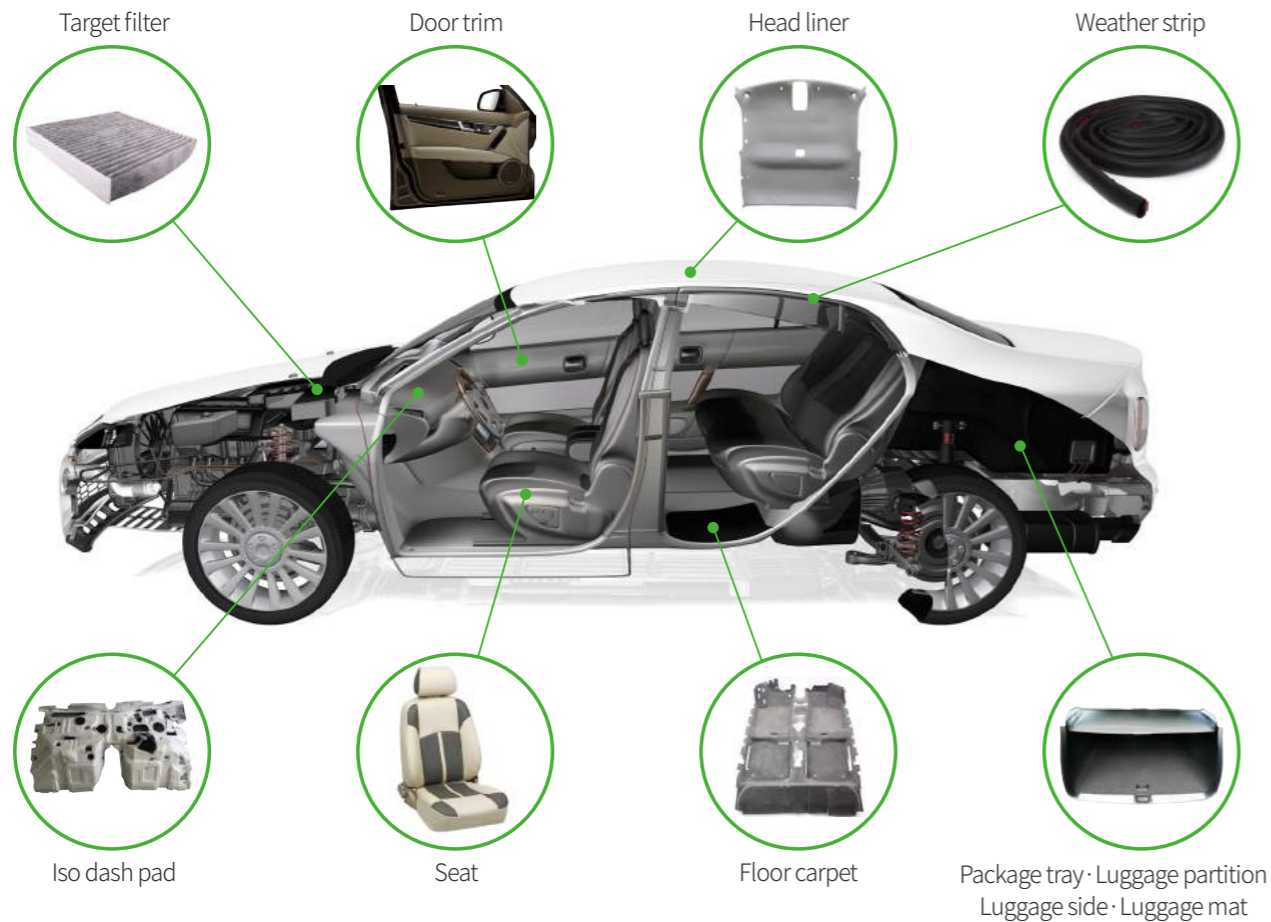 Target filter
Door trim
Head liner
Weather strip
Iso dash pad
Seat
Floor carpet
Package tray · Luggage partition
Luggage side · Luggage mat